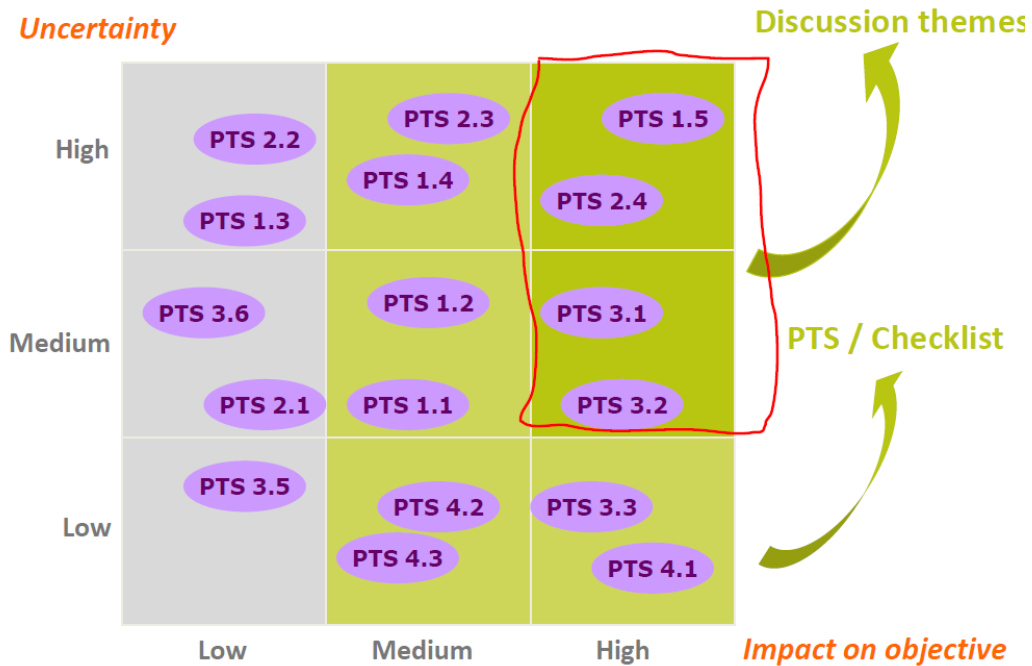 Uncertainty
Discussion themes
High
PTS 2.2
PTS 2.3
PTS 1.5
PTS 1.4
PTS 1.3
PTS 2.4
Medium
PTS 3.6
PTS 1.2
PTS 3.1
PTS / Checklist
PTS 2.1
PTS 1.1
PTS 3.2
Low
PTS 3.5
PTS 4.2
PTS 3.3
PTS 4.3
PTS 4.1
Low
Medium
High
Impact on objective